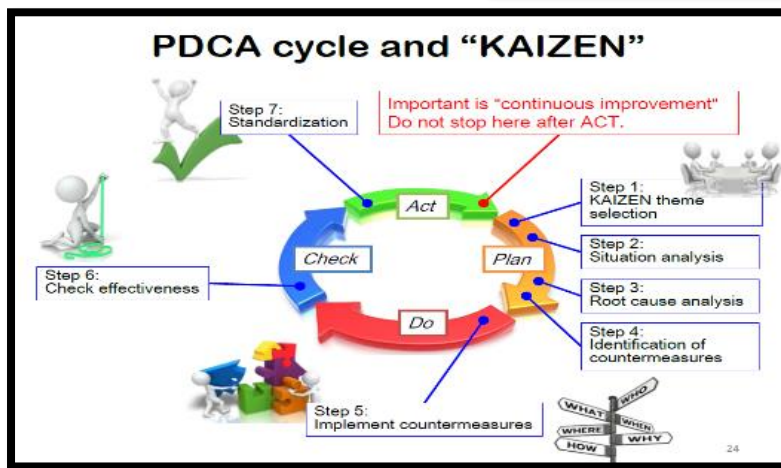 PDCA cycle and “KAIZEN”
Step 7:
Standardization
Important is "continuous improvement"
Do not stop here after ACT.
Step 1:
KAIZEN theme
selection
Act
Step 2:
Situation analysis
Check
Plan
Step 6:
Check effectiveness
Step 3:
Root cause analysis
Do
Step 4:
Identification of
countermeasures
Step 5:
Implement countermeasures
WHO
WHAT
WHEN
WHERE
WHY
HOW
24